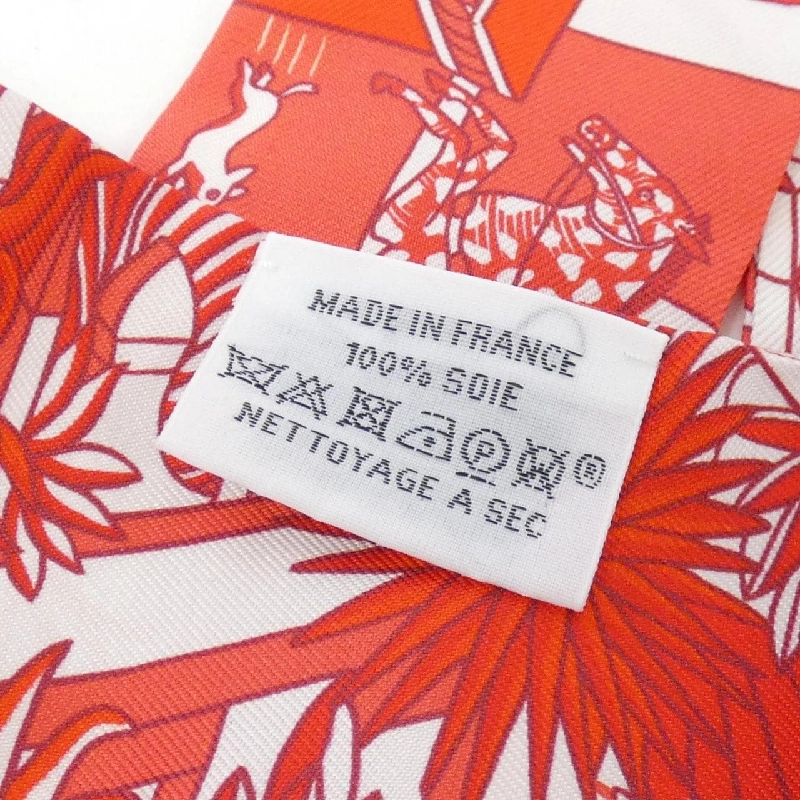 MADE IN FRANCE
100% SOIE
P ®
NETTOYAGE A SEC